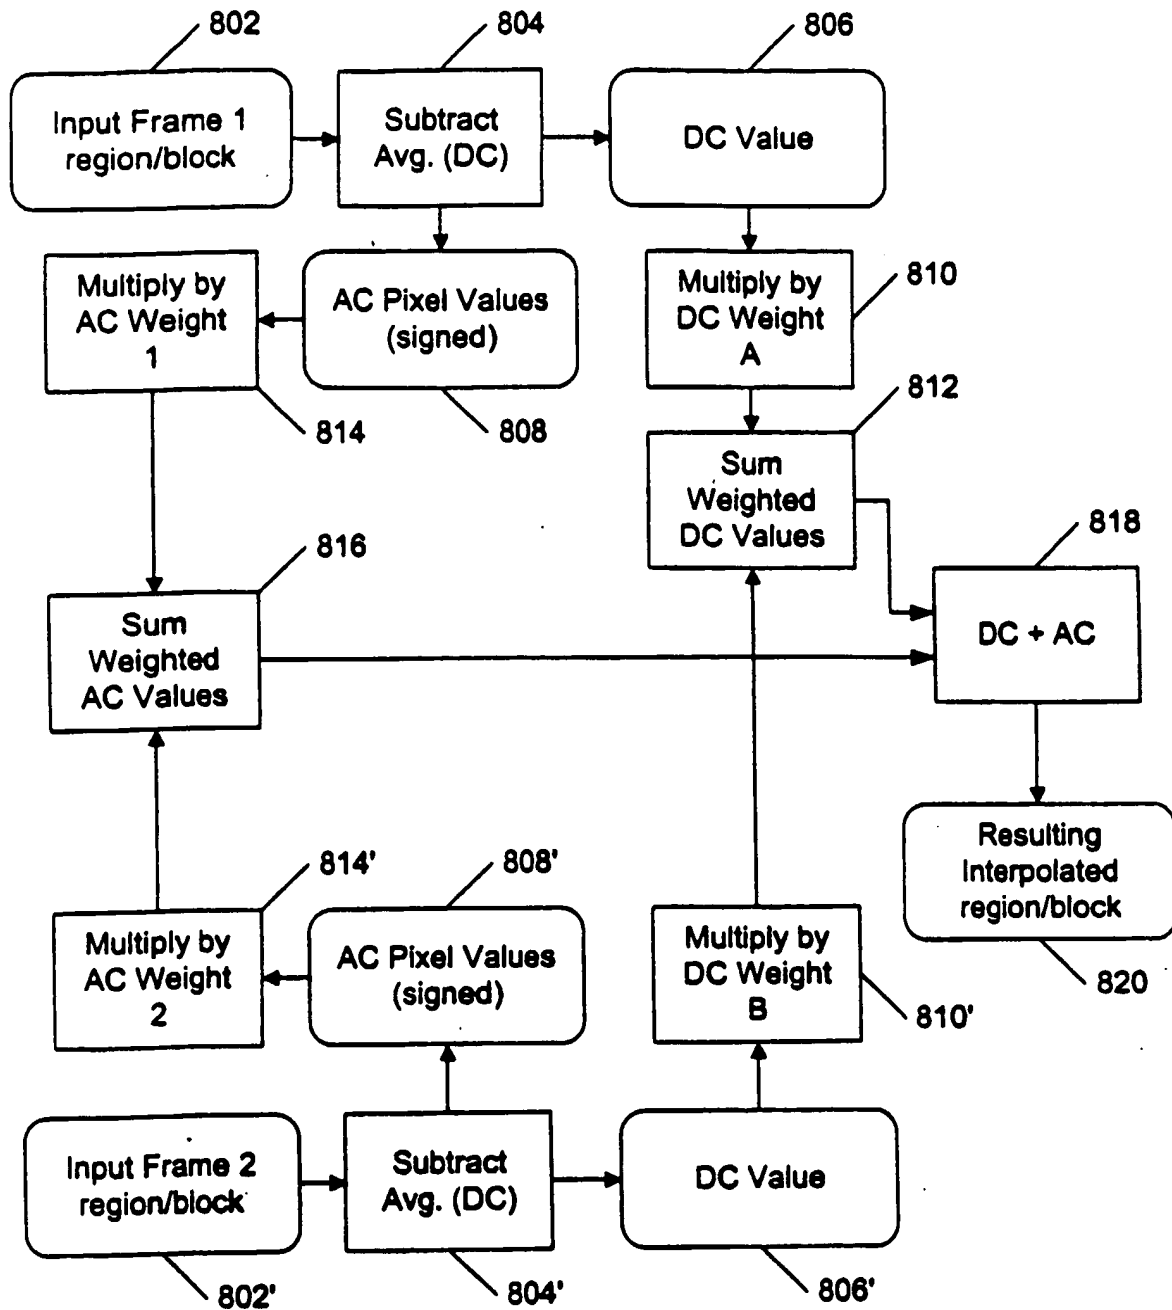 802
804
806
Input Frame 1
region/block
Subtract
Avg. (DC)
DC Value
Multiply by
AC Weight
1
AC Pixel Values
(signed)
Multiply by
DC Weight
A
810
814
808
812
Sum
Weighted
DC Values
816
818
Sum
Weighted
AC Values
DC + AC
Resulting
Interpolated
region/block
820
814'
808'
Multiply by
AC Weight
2
AC Pixel Values
(signed)
Multiply by
DC Weight
B
810'
Input Frame 2
region/block
Subtract
Avg. (DC)
DC Value
802'
804'
806'